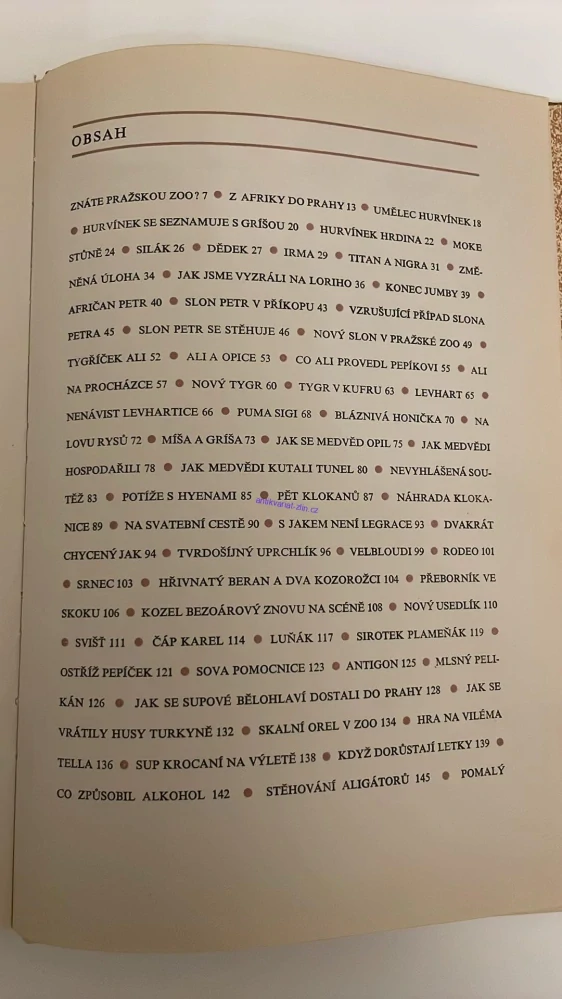 OBSAH
ZNÁTE PRAŽSKOU ZOO? 7 ● Z AFRIKY DO PRAHY 13 ● UMĚLEC HURVÍNEK 18
● HURVÍNEK SE SEZNAMUJE S GRÍŠOU 20 ● HURVÍNEK HRDINA 22 ● MOKE
STŮNĚ 24 ● SILÁK 26 ● DĚDEK 27 ● IRMA 29 ● TITAN A NIGRA 31 ● ZMĚ-
NĚNÁ ÚLOHA 34 ● JAK JSME VYZRÁLI NA LORIHO 36 ● KONEC JUMBY 39 ●
AFRIČAN PETR 40 ● SLON PETR V PŘÍKOPU 43 ● VZRUŠUJÍCÍ PŘÍPAD SLONA
PETRA 45 ● SLON PETR SE STĚHUJE 46 ● NOVÝ SLON V PRAŽSKÉ ZOO 49 ●
TYGŘÍČEK ALI 52 ● ALI A OPICE 53 ● CO ALI PROVEDL PEPÍKOVI 55 ● ALI
NA PROCHÁZCE 57 ● NOVÝ TYGR 60 ● TYGR V KUFRU 63 ● LEVHART 65 ●
NENÁVIST LEVHARTICE 66 ● PUMA SIGI 68 ● BLÁZNIVÁ HONIČKA 70 ● NA
LOVU RYSŮ 72 ● MÍŠA A GRÍŠA 73 ● JAK SE MEDVĚD OPIL 75 ● JAK MEDVĚDI
HOSPODAŘILI 78 ● JAK MEDVĚDI KUTALI TUNEL 80 ● NEVYHLÁŠENÁ SOU-
TĚŽ 83 ● POTÍŽE S HYENAMI 85 ● PĚT KLOKANŮ 87 ● NÁHRADA KLOKA-
antikvariat-zlin.cz
NICE 89 ● NA SVATEBNÍ CESTĚ 90 ● S JAKEM NENÍ LEGRACE 93 ● DVAKRÁT
CHYCENÝ JAK 94 ● TVRDOŠÍJNÝ UPRCHLÍK 96 ● VELBLOUDI 99 ● RODEO 101
● SRNEC 103 ● HŘIVNATÝ BERAN A DVA KOZOROŽCI 104 ● PŘEBORNÍK VE
SKOKU 106 ● KOZEL BEZOÁROVÝ ZNOVU NA SCÉNĚ 108 ● NOVÝ USEDLÍK 110
● SVIŠŤ 111 ● ČÁP KAREL 114 ● LUŇÁK 117 ● SIROTEK PLAMEŇÁK 119 ●
OSTŘÍŽ PEPÍČEK 121 ● SOVA POMOCNICE 123 ● ANTIGON 125 ● MLSNÝ PELI-
KÁN 126 ● JAK SE SUPOVÉ BĚLOHLAVÍ DOSTALI DO PRAHY 128 ● JAK SE
VRÁTILY HUSY TURKYNĚ 132 ● SKALNÍ OREL V ZOO 134 ● HRA NA VILÉMA
TELLA 136 ● SUP KROCANÍ NA VÝLETĚ 138 ● KDYŽ DORŮSTAJÍ LETKY 139 ●
CO ZPŮSOBIL ALKOHOL 142 ● STĚHOVÁNÍ ALIGÁTORŮ 145 ● POMALÝ